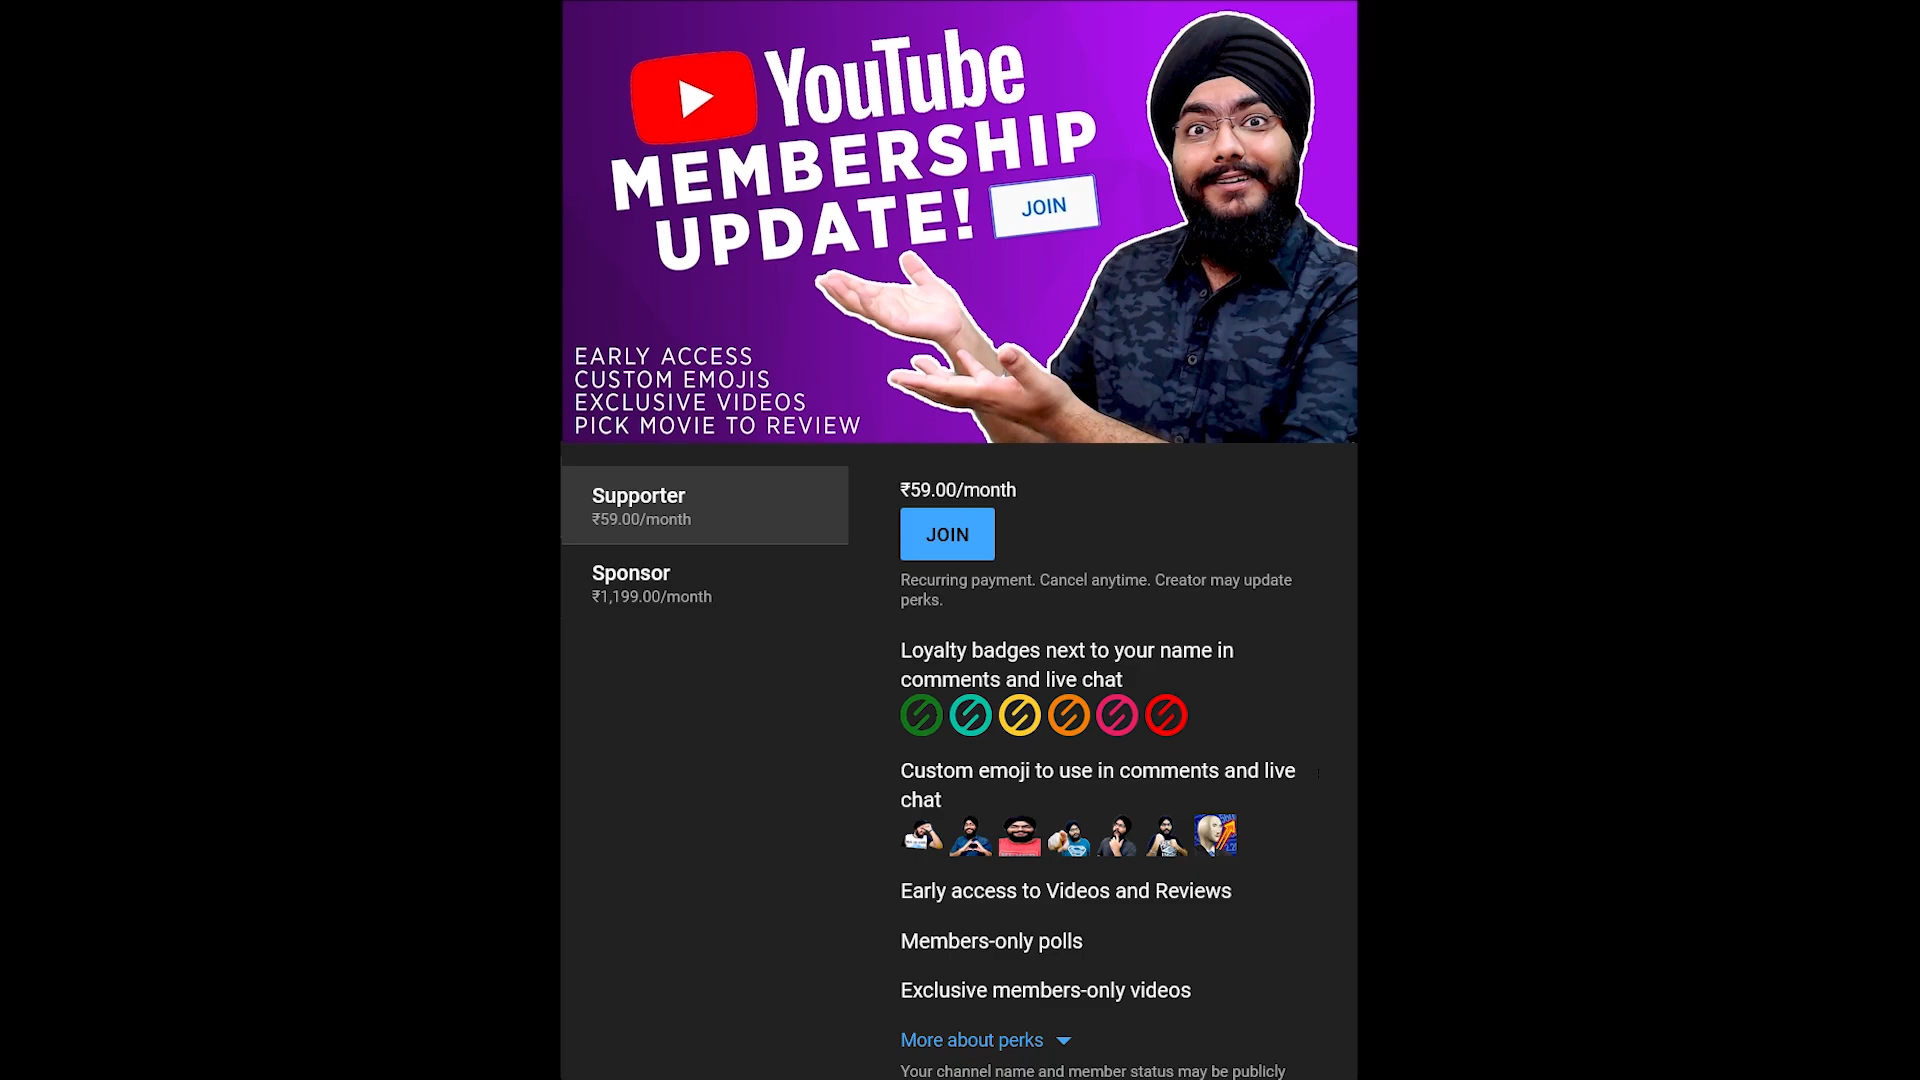 YouTube
MEMBERSHIP
UPDATE!
JOIN
EARLY ACCESS
CUSTOM EMOJIS
EXCLUSIVE VIDEOS
PICK MOVIE TO REVIEW
Supporter
₹59.00/month
Sponsor
₹1,199.00/month
₹59.00/month
JOIN
Recurring payment. Cancel anytime. Creator may update
perks.
Loyalty badges next to your name in
comments and live chat
Custom emoji to use in comments and live
chat
Early access to Videos and Reviews
Members-only polls
Exclusive members-only videos
More about perks
Your channel name and member status may be publicly